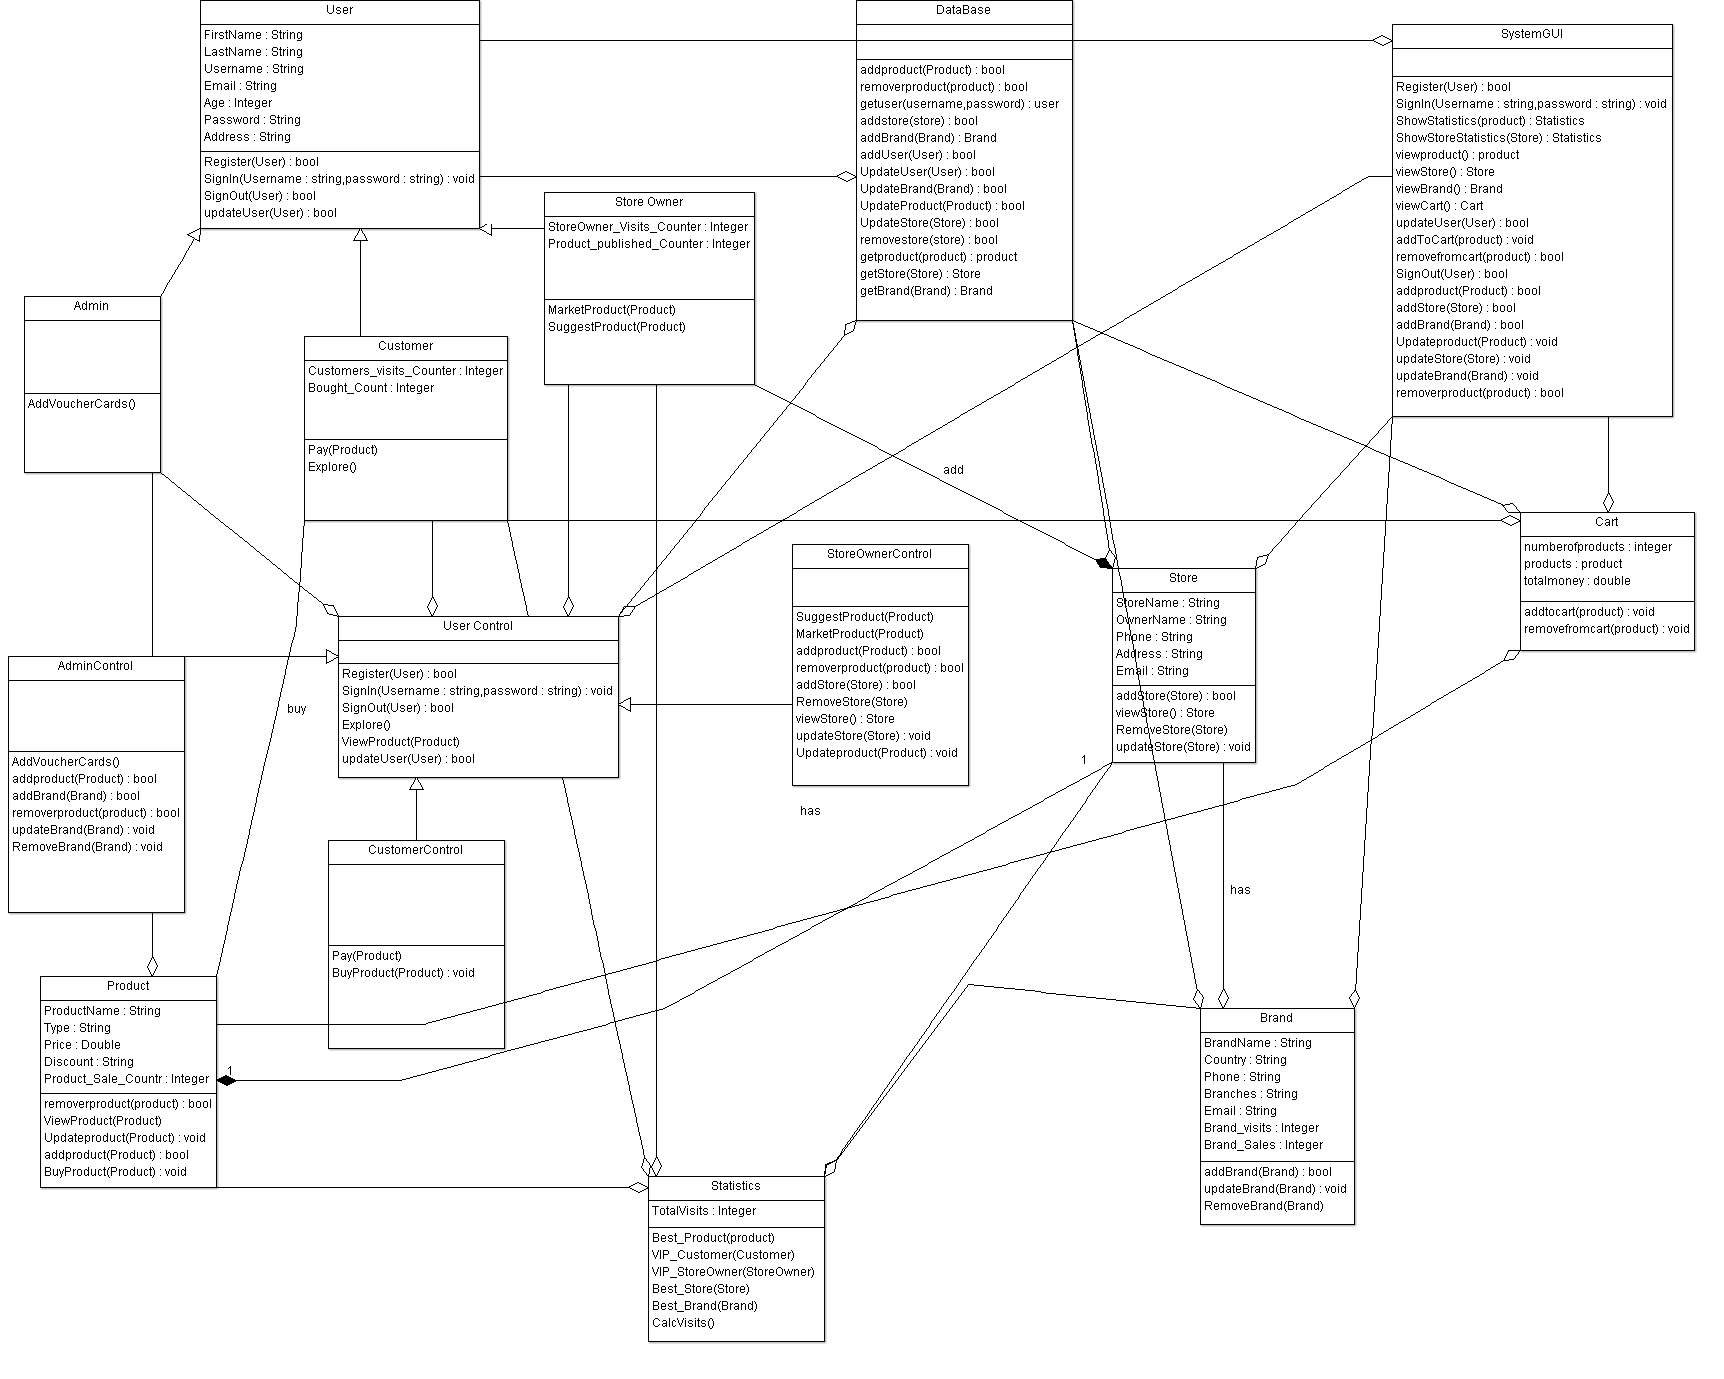 User
FirstName : String
LastName : String
Username : String
Email : String
Age : Integer
Password : String
Address : String
Register(User) : bool
SignIn(Username : string,password : string) : void
SignOut(User) : bool
updateUser(User) : bool
DataBase
addproduct(Product) : bool
removerproduct(product) : bool
getuser(username,password) : user
addstore(store) : bool
addBrand(Brand) : Brand
addUser(User) : bool
UpdateUser(User) : bool
UpdateBrand(Brand) : bool
UpdateProduct(Product) : bool
UpdateStore(Store) : bool
removestore(store) : bool
getproduct(product) : product
getStore(Store) : Store
getBrand(Brand) : Brand
SystemGUI
Register(User) : bool
SignIn(Username : string,password : string) : void
ShowStatistics(product) : Statistics
ShowStoreStatistics(Store) : Statistics
viewproduct() : product
viewStore() : Store
viewBrand() : Brand
viewCart() : Cart
updateUser(User) : bool
addToCart(product) : void
removefromcart(product) : bool
SignOut(User) : bool
addproduct(Product) : bool
addStore(Store) : bool
addBrand(Brand) : bool
Updateproduct(Product) : void
updateStore(Store) : void
updateBrand(Brand) : void
removerproduct(product) : bool
Store Owner
StoreOwner_Visits_Counter : Integer
Product_published_Counter : Integer
MarketProduct(Product)
SuggestProduct(Product)
Admin
AddVoucherCards()
Customer
Customers_visits_Counter : Integer
Bought_Count : Integer
Pay(Product)
Explore()
add
Cart
numberofproducts : integer
products : product
totalmoney : double
addtocart(product) : void
removefromcart(product) : void
StoreOwnerControl
SuggestProduct(Product)
MarketProduct(Product)
addproduct(Product) : bool
removerproduct(product) : bool
addStore(Store) : bool
RemoveStore(Store)
viewStore() : Store
updateStore(Store) : void
Updateproduct(Product) : void
Store
StoreName : String
OwnerName : String
Phone : String
Address : String
Email : String
addStore(Store) : bool
viewStore() : Store
RemoveStore(Store)
updateStore(Store) : void
User Control
Register(User) : bool
SignIn(Username : string,password : string) : void
SignOut(User) : bool
Explore()
ViewProduct(Product)
updateUser(User) : bool
AdminControl
AddVoucherCards()
addproduct(Product) : bool
addBrand(Brand) : bool
removerproduct(product) : bool
updateBrand(Brand) : void
RemoveBrand(Brand) : void
buy
1
has
CustomerControl
Pay(Product)
BuyProduct(Product) : void
has
Product
ProductName : String
Type : String
Price : Double
Discount : String
Product_Sale_Countr : Integer
removerproduct(product) : bool
ViewProduct(Product)
Updateproduct(Product) : void
addproduct(Product) : bool
BuyProduct(Product) : void
1
Brand
BrandName : String
Country : String
Phone : String
Branches : String
Email : String
Brand_visits : Integer
Brand_Sales : Integer
addBrand(Brand) : bool
updateBrand(Brand) : void
RemoveBrand(Brand)
Statistics
TotalVisits : Integer
Best_Product(product)
VIP_Customer(Customer)
VIP_StoreOwner(StoreOwner)
Best_Store(Store)
Best_Brand(Brand)
CalcVisits()